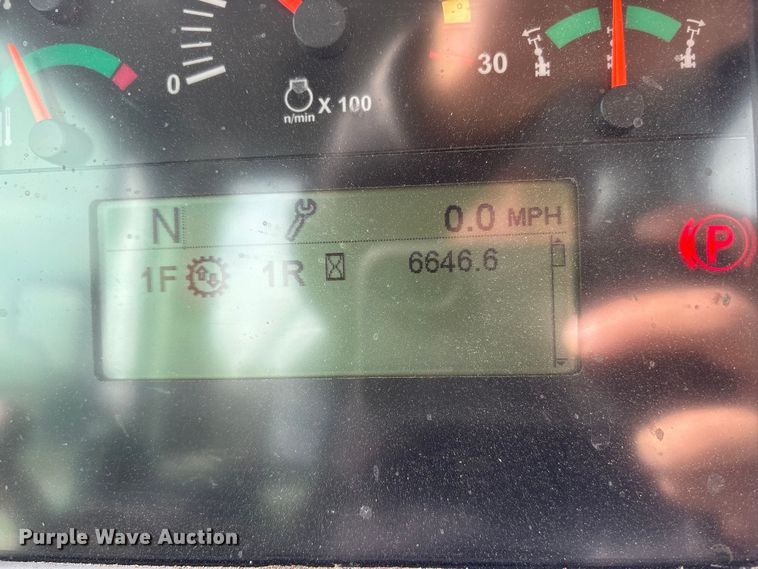 0
30
X 100
n/min
N 0.0 MPH
1F 1R 6646.6
P
Purple Wave Auction